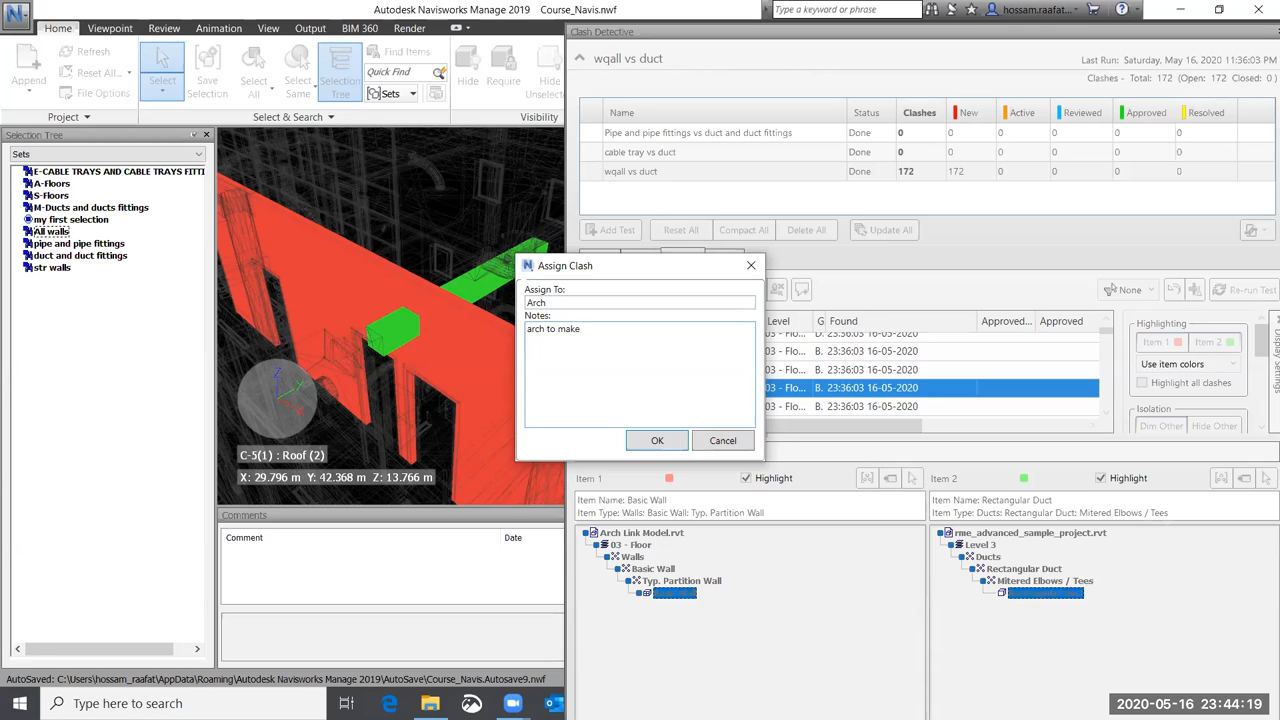 Autodesk Navisworks Manage 2019 Course_Navis.nwf
Type a keyword or phrase
hossam.raafat...
Home Viewpoint Review Animation View Output BIM 360 Render
Append
Refresh
Reset All...
File Options
Project
Select
Save Selection
Select All
Select Same
Selection Tree
Find Items
Quick Find
Sets
Select & Search
Hide
Require
Hide Unselected
Visibility
Selection Tree
Sets
E-CABLE TRAYS AND CABLE TRAYS FITTI
A-Floors
S-Floors
M-Ducts and ducts fittings
my first selection
All walls
pipe and pipe fittings
duct and duct fittings
str walls
Z
Y
X
C-5(1) : Roof (2)
X: 29.796 m Y: 42.368 m Z: 13.766 m
Comments
Comment Date
Clash Detective
wqall vs duct
Last Run: Saturday, May 16, 2020 11:36:03 PM
Clashes - Total: 172 (Open: 172 Closed: 0)
Name Status Clashes New Active Reviewed Approved Resolved
Pipe and pipe fittings vs duct and duct fittings Done 0 0 0 0 0 0
cable tray vs duct Done 0 0 0 0 0 0
wqall vs duct Done 172 172 0 0 0 0
Add Test Reset All Compact All Delete All Update All
None Re-run Test
Level G Found Approved... Approved
03 - Flo...
03 - Flo... B. 23:36:03 16-05-2020
03 - Flo... B. 23:36:03 16-05-2020
03 - Flo... B. 23:36:03 16-05-2020
03 - Flo... B. 23:36:03 16-05-2020
Highlighting
Item 1 Item 2
Use item colors
Highlight all clashes
Isolation
Dim Other Hide Other
Display Settings
Assign Clash
Assign To:
Arch
Notes:
arch to make
OK Cancel
Item 1 Highlight
Item Name: Basic Wall
Item Type: Walls: Basic Wall: Typ. Partition Wall
Arch Link Model.rvt
03 - Floor
Walls
Basic Wall
Typ. Partition Wall
Item 2 Highlight
Item Name: Rectangular Duct
Item Type: Ducts: Rectangular Duct: Mitered Elbows / Tees
rme_advanced_sample_project.rvt
Level 3
Ducts
Rectangular Duct
Mitered Elbows / Tees
AutoSaved: C:\Users\hossam_raafat\AppData\Roaming\Autodesk Navisworks Manage 2019\AutoSave\Course_Navis.Autosave9.nwf
Type here to search
2020-05-16 23:44:19